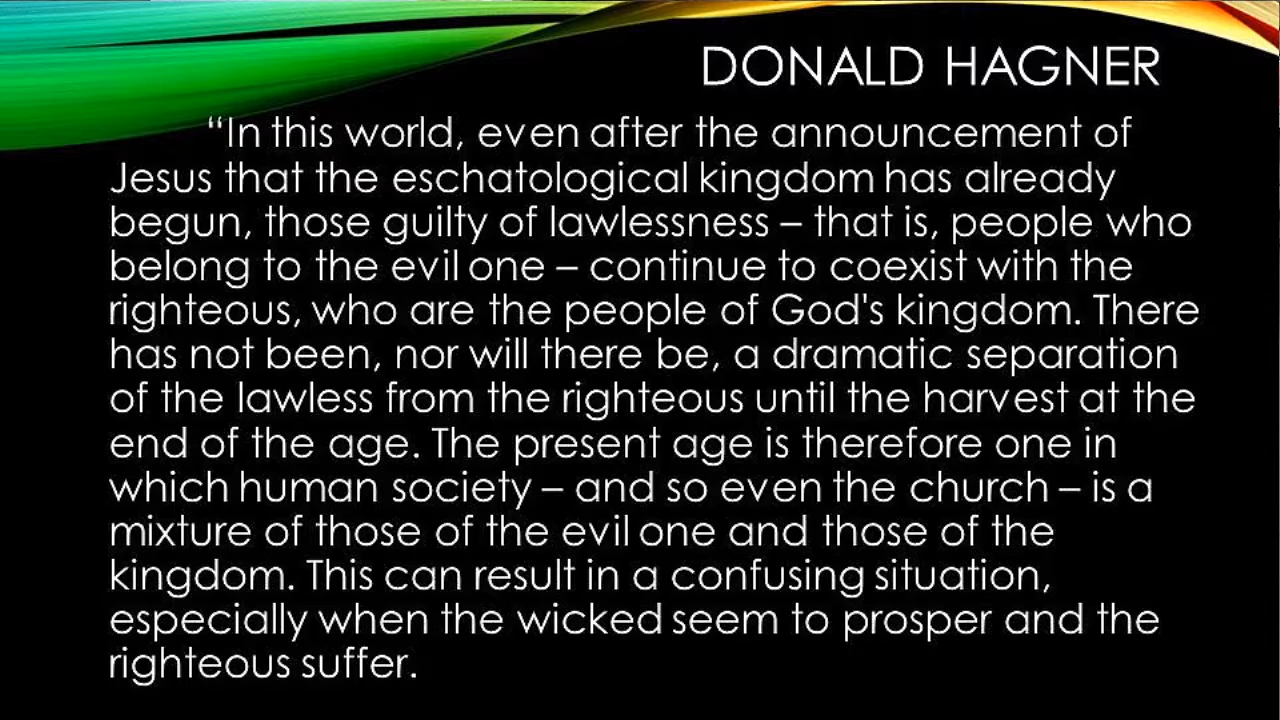 DONALD HAGNER
“In this world, even after the announcement of
Jesus that the eschatological kingdom has already
begun, those guilty of lawlessness – that is, people who
belong to the evil one – continue to coexist with the
righteous, who are the people of God's kingdom. There
has not been, nor will there be, a dramatic separation
of the lawless from the righteous until the harvest at the
end of the age. The present age is therefore one in
which human society – and so even the church – is a
mixture of those of the evil one and those of the
kingdom. This can result in a confusing situation,
especially when the wicked seem to prosper and the
righteous suffer.